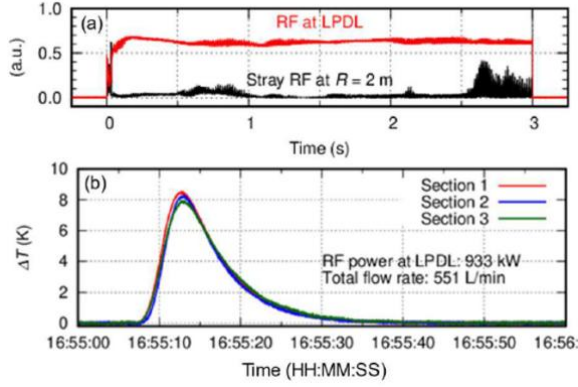 (a)
RF at LPDL
1.0
0.5
0.0
(a.u.)
Stray RF at R = 2 m
0 1 2 3
Time (s)
(b)
10
8
6
4
2
0
ΔT (K)
Section 1
Section 2
Section 3
RF power at LPDL: 933 kW
Total flow rate: 551 L/min
16:55:00 16:55:10 16:55:20 16:55:30 16:55:40 16:55:50 16:56:
Time (HH:MM:SS)